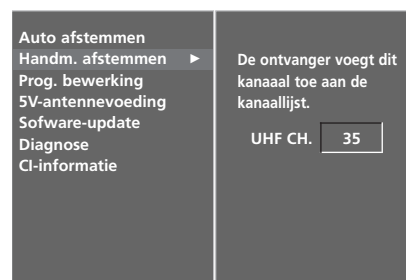 Auto afstemmen
Handm. afstemmen ►
Prog. bewerking
5V-antennevoeding
Sofware-update
Diagnose
CI-informatie
De ontvanger voegt dit
kanaaal toe aan de
kanaallijst.
UHF CH. 35